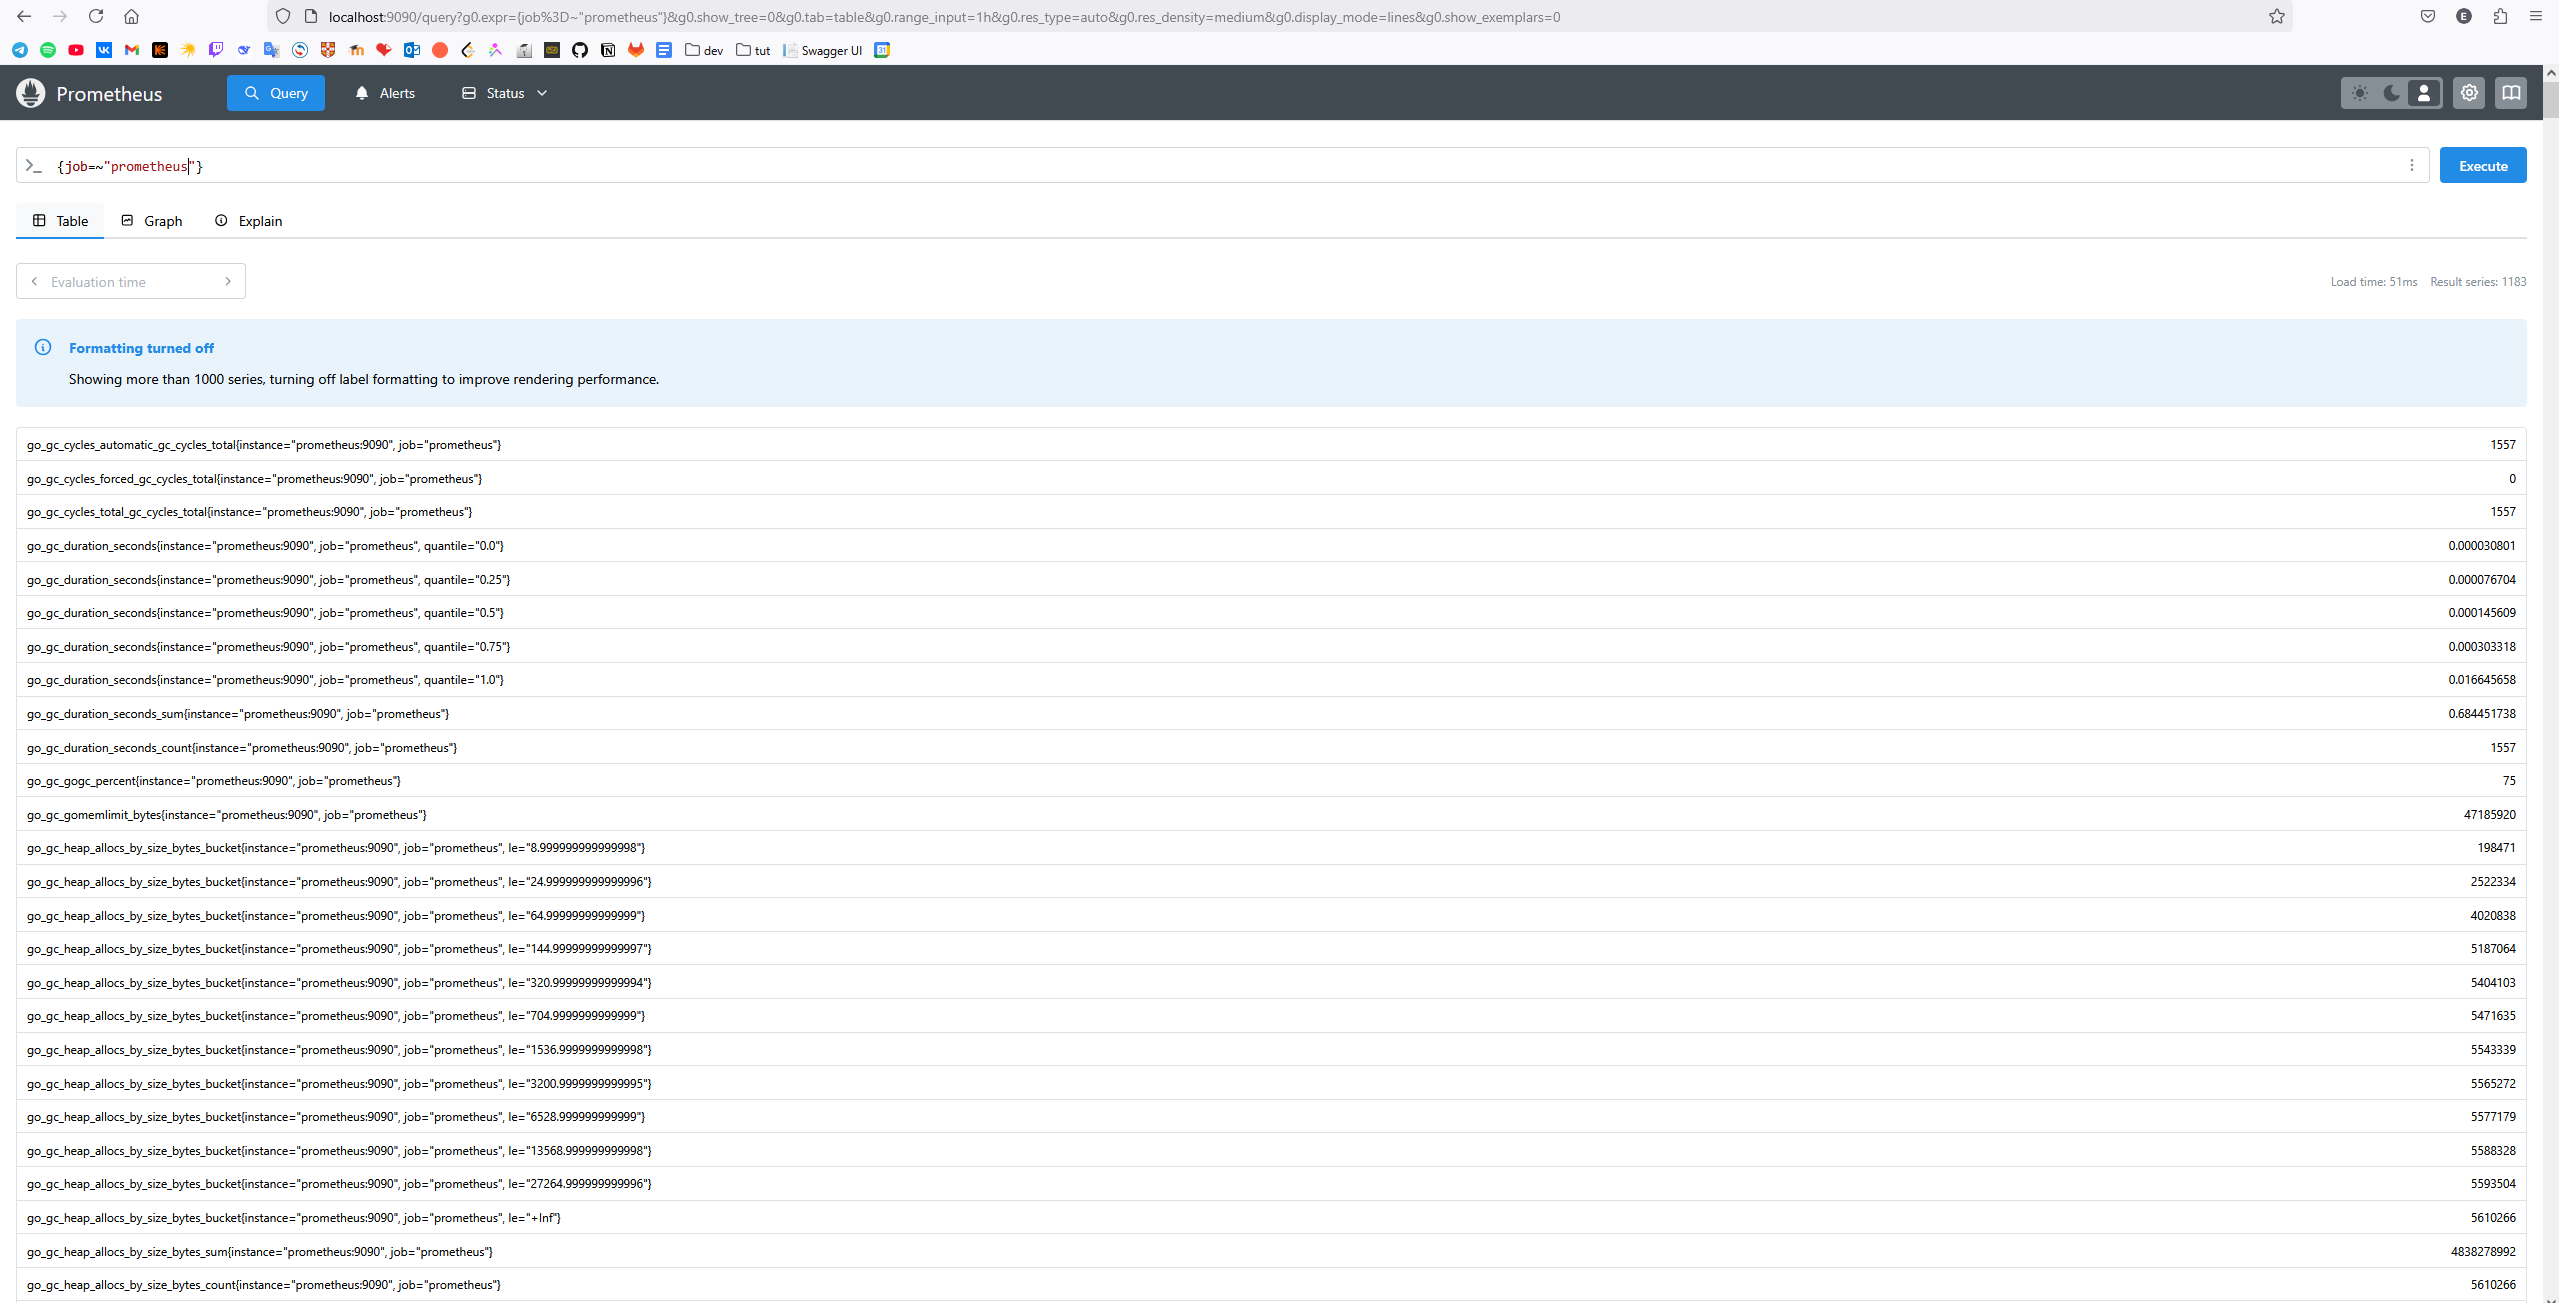 localhost:9090/query?g0.expr={job%3D~"prometheus"}&g0.show_tree=0&g0.tab=table&g0.range_input=1h&g0.res_type=auto&g0.res_density=medium&g0.display_mode=lines&g0.show_exemplars=0
dev tut Swagger UI
Prometheus Query Alerts Status
{job=~"prometheus"} Execute
Table Graph Explain
Evaluation time Load time: 51ms Result series: 1183
Formatting turned off
Showing more than 1000 series, turning off label formatting to improve rendering performance.
go_gc_cycles_automatic_gc_cycles_total{instance="prometheus:9090", job="prometheus"} 1557
go_gc_cycles_forced_gc_cycles_total{instance="prometheus:9090", job="prometheus"} 0
go_gc_cycles_total_gc_cycles_total{instance="prometheus:9090", job="prometheus"} 1557
go_gc_duration_seconds{instance="prometheus:9090", job="prometheus", quantile="0.0"} 0.000030801
go_gc_duration_seconds{instance="prometheus:9090", job="prometheus", quantile="0.25"} 0.000076704
go_gc_duration_seconds{instance="prometheus:9090", job="prometheus", quantile="0.5"} 0.000145609
go_gc_duration_seconds{instance="prometheus:9090", job="prometheus", quantile="0.75"} 0.000303318
go_gc_duration_seconds{instance="prometheus:9090", job="prometheus", quantile="1.0"} 0.016645658
go_gc_duration_seconds_sum{instance="prometheus:9090", job="prometheus"} 0.684451738
go_gc_duration_seconds_count{instance="prometheus:9090", job="prometheus"} 1557
go_gc_gogc_percent{instance="prometheus:9090", job="prometheus"} 75
go_gc_gomemlimit_bytes{instance="prometheus:9090", job="prometheus"} 47185920
go_gc_heap_allocs_by_size_bytes_bucket{instance="prometheus:9090", job="prometheus", le="8.999999999999998"} 198471
go_gc_heap_allocs_by_size_bytes_bucket{instance="prometheus:9090", job="prometheus", le="24.999999999999996"} 2522334
go_gc_heap_allocs_by_size_bytes_bucket{instance="prometheus:9090", job="prometheus", le="64.99999999999999"} 4020838
go_gc_heap_allocs_by_size_bytes_bucket{instance="prometheus:9090", job="prometheus", le="144.99999999999997"} 5187064
go_gc_heap_allocs_by_size_bytes_bucket{instance="prometheus:9090", job="prometheus", le="320.99999999999994"} 5404103
go_gc_heap_allocs_by_size_bytes_bucket{instance="prometheus:9090", job="prometheus", le="704.9999999999999"} 5471635
go_gc_heap_allocs_by_size_bytes_bucket{instance="prometheus:9090", job="prometheus", le="1536.9999999999998"} 5543339
go_gc_heap_allocs_by_size_bytes_bucket{instance="prometheus:9090", job="prometheus", le="3200.9999999999995"} 5565272
go_gc_heap_allocs_by_size_bytes_bucket{instance="prometheus:9090", job="prometheus", le="6528.999999999999"} 5577179
go_gc_heap_allocs_by_size_bytes_bucket{instance="prometheus:9090", job="prometheus", le="13568.999999999998"} 5588328
go_gc_heap_allocs_by_size_bytes_bucket{instance="prometheus:9090", job="prometheus", le="27264.999999999996"} 5593504
go_gc_heap_allocs_by_size_bytes_bucket{instance="prometheus:9090", job="prometheus", le="+Inf"} 5610266
go_gc_heap_allocs_by_size_bytes_sum{instance="prometheus:9090", job="prometheus"} 4838278992
go_gc_heap_allocs_by_size_bytes_count{instance="prometheus:9090", job="prometheus"} 5610266